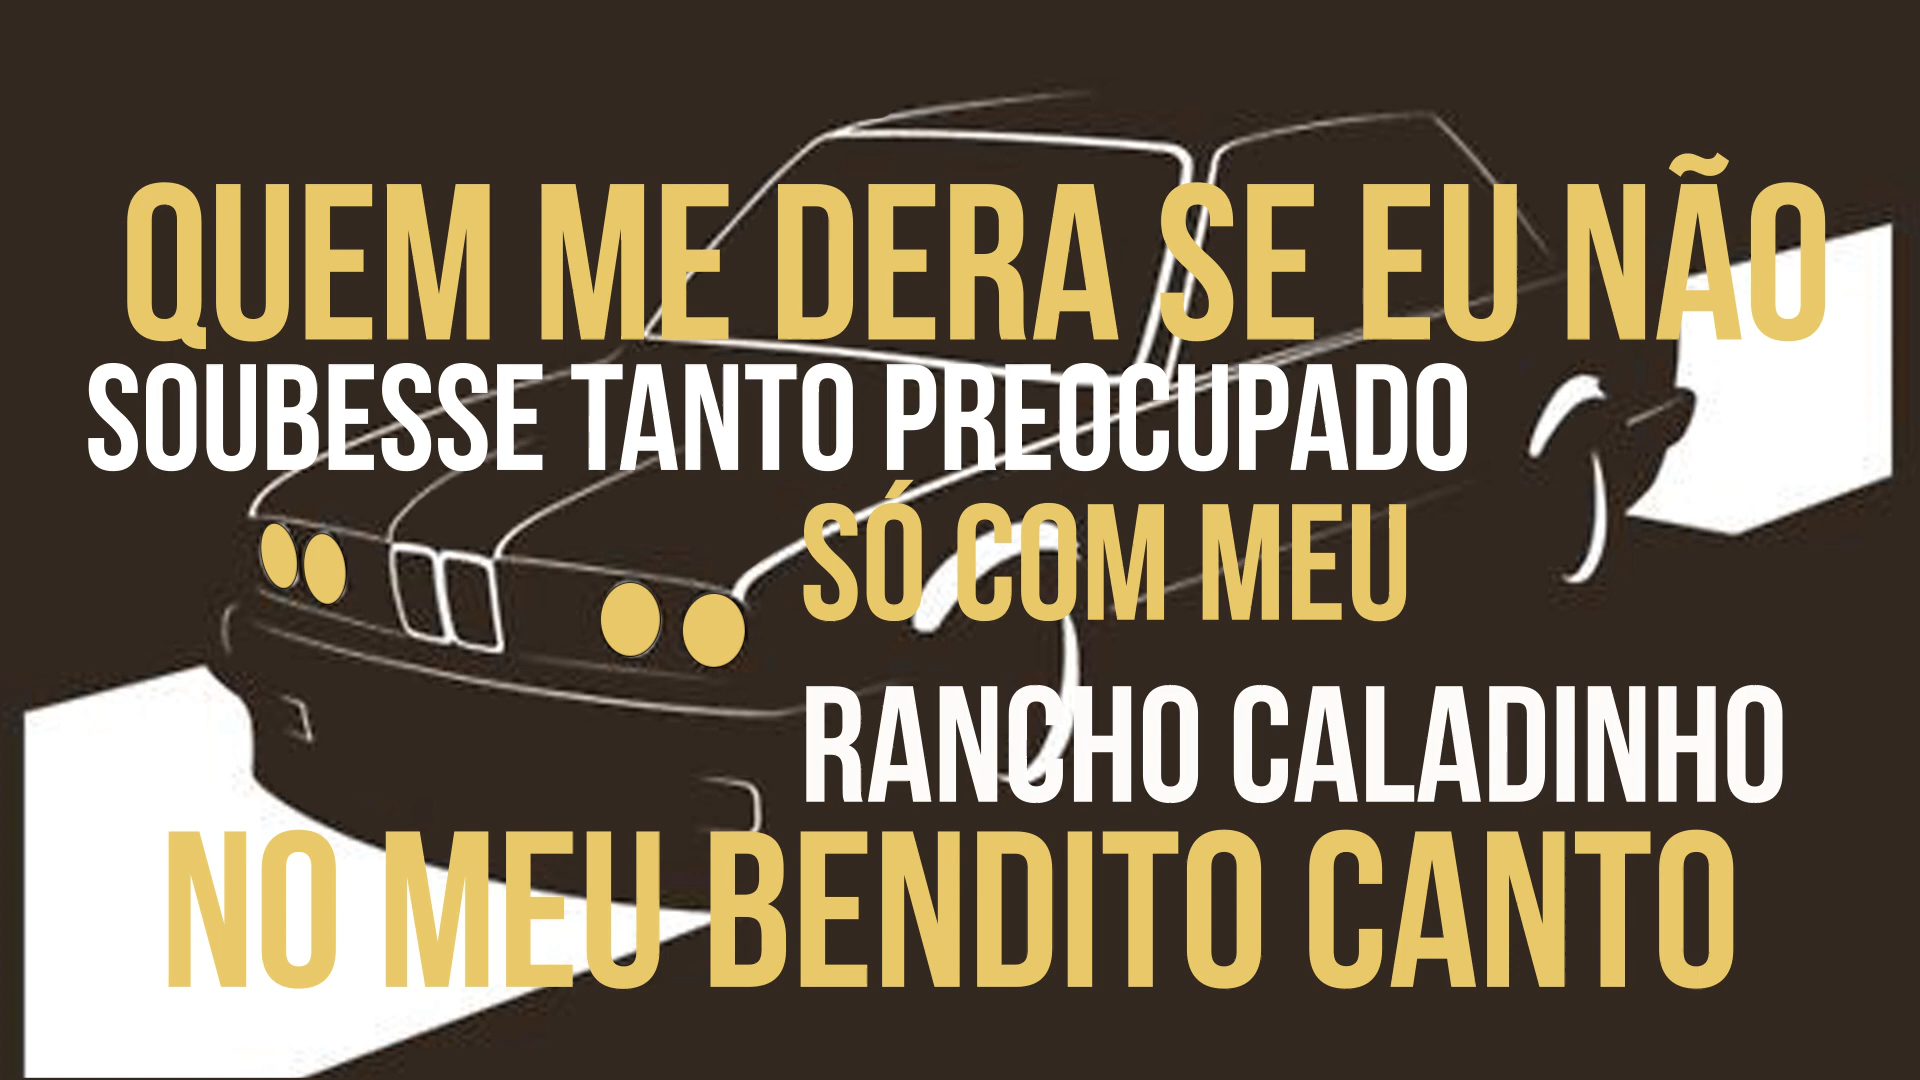 QUEM ME DERA SE EU NÃO
SOUBESSE TANTO PREOCUPADO
SÓ COM MEU
RANCHO CALADINHO
NO MEU BENDITO CANTO